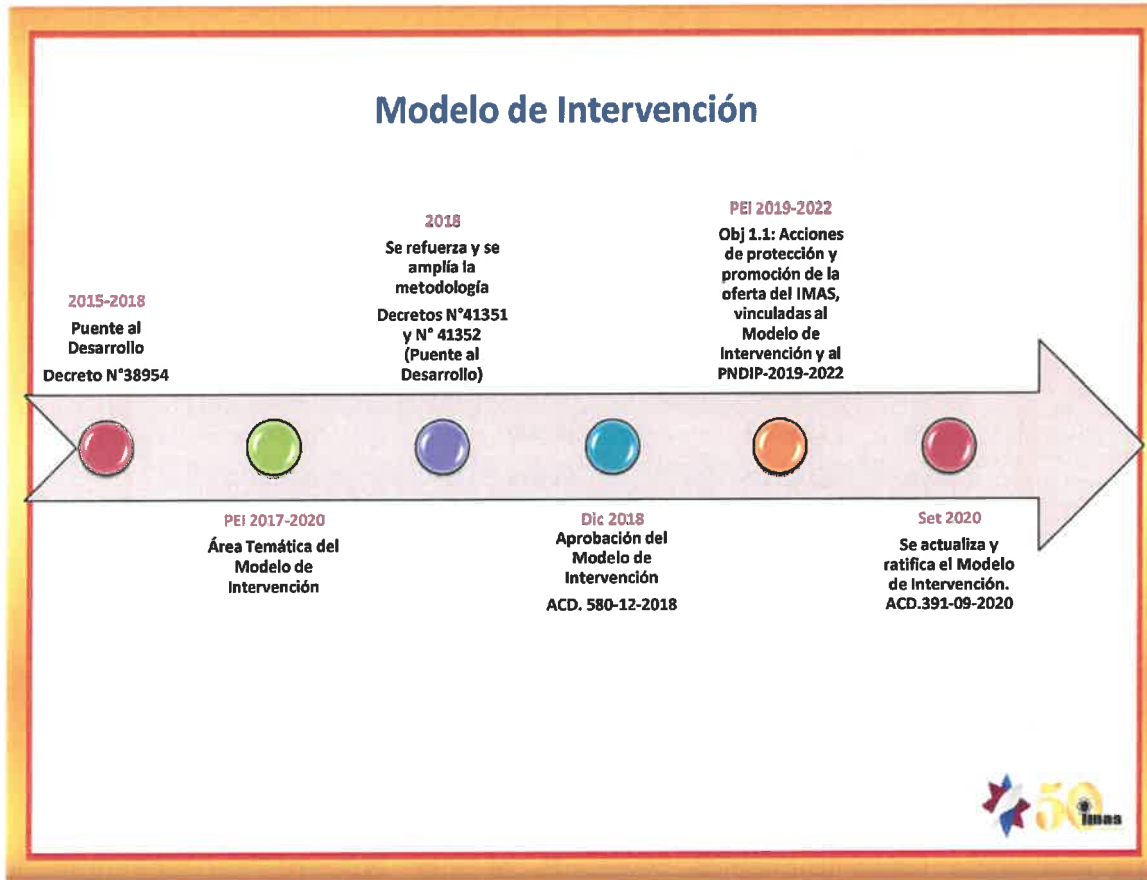 Modelo de Intervención
2015-2018
Puente al
Desarrollo
Decreto N°38954
PEI 2017-2020
Área Temática del
Modelo de
Intervención
2018
Se refuerza y se
amplía la
metodología
Decretos N°41351
y N° 41352
(Puente al
Desarrollo)
Dic 2018
Aprobación del
Modelo de
Intervención
ACD. 580-12-2018
PEI 2019-2022
Obj 1.1: Acciones
de protección y
promoción de la
oferta del IMAS,
vinculadas al
Modelo de
Intervención y al
PNDIP-2019-2022
Set 2020
Se actualiza y
ratifica el Modelo
de Intervención.
ACD.391-09-2020
50
imas